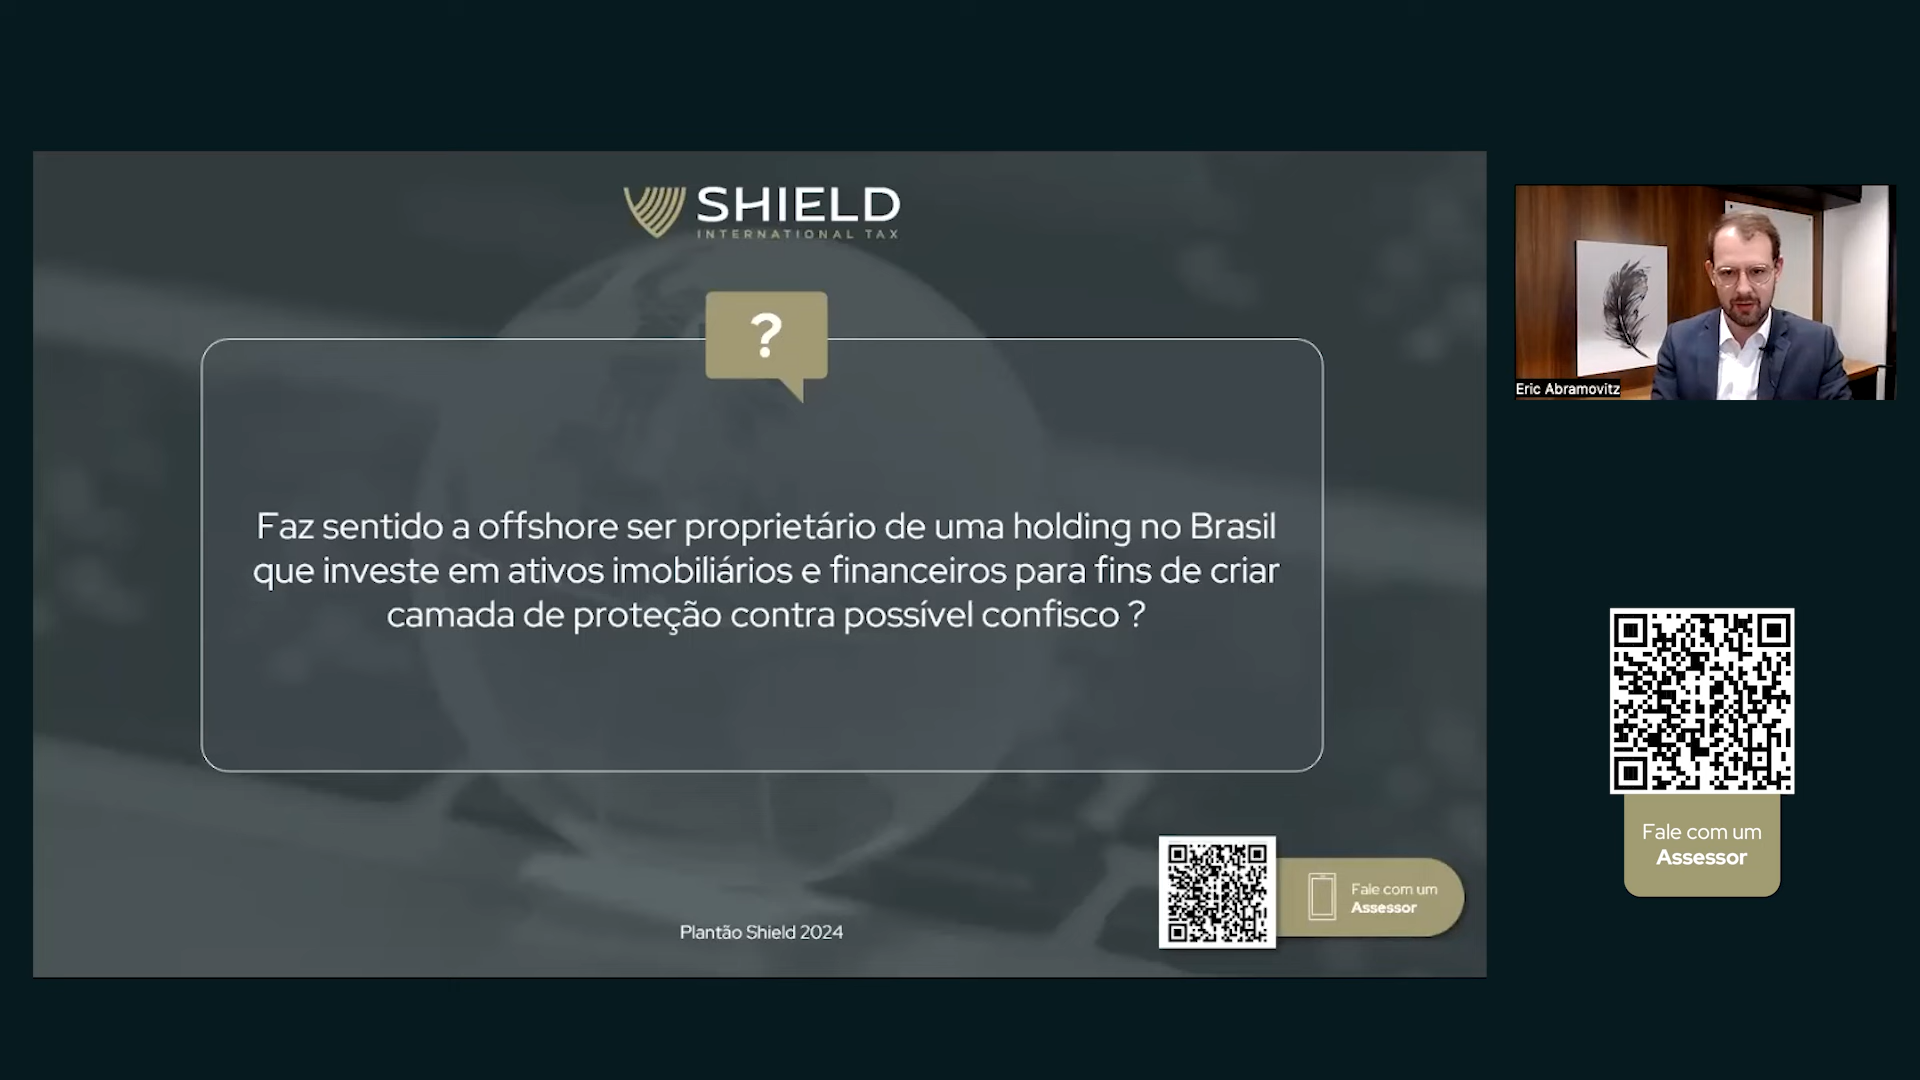 SHIELD
INTERNATIONAL TAX
?
Faz sentido a offshore ser proprietário de uma holding no Brasil
que investe em ativos imobiliários e financeiros para fins de criar
camada de proteção contra possível confisco ?
Plantão Shield 2024
Fale com um
Assessor
Eric Abramovitz
Fale com um
Assessor